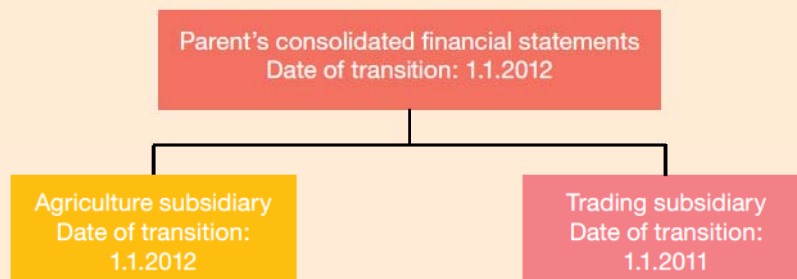 Parent's consolidated financial statements
Date of transition: 1.1.2012
Agriculture subsidiary
Date of transition:
1.1.2012
Trading subsidiary
Date of transition:
1.1.2011